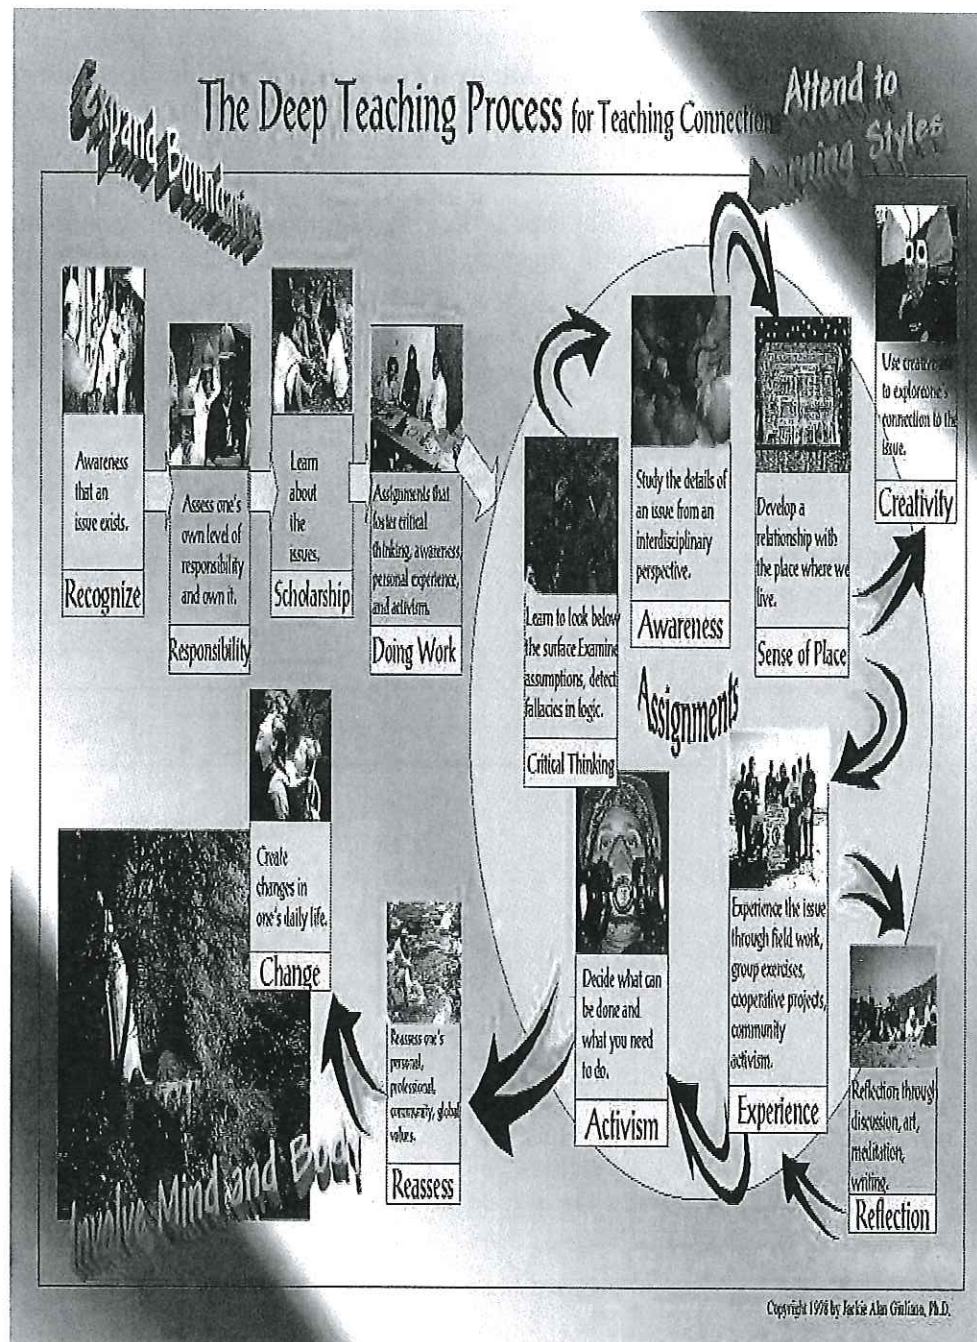 The Deep Teaching Process for Teaching Connection
Expand Boundaries
Attend to
Learning Styles
Awareness
that an
issue exists.
Recognize
Assess one's
own level of
responsibility
and own it.
Responsibility
Learn
about
the
issues.
Scholarship
Assignments that
foster critical
thinking, awareness,
personal experience,
and activism.
Doing Work
Learn to look below
the surface Examine
assumptions, detect
fallacies in logic.
Critical Thinking
Study the details of
an issue from an
interdisciplinary
perspective.
Awareness
Develop a
relationship with
the place where we
live.
Sense of Place
Use creative
to explore one's
connection to the
issue.
Creativity
Assignments
Experience the issue
through field work,
group exercises,
cooperative projects,
community
activism.
Experience
Reflection through
discussion, art,
meditation,
writing.
Reflection
Decide what can
be done and
what you need
to do.
Activism
Reassess one's
personal,
professional,
community, global
values.
Reassess
Create
changes in
one's daily life.
Change
Involve Mind and Body
Copyright 1998 by Jackie Alan Giuliano, Ph.D.